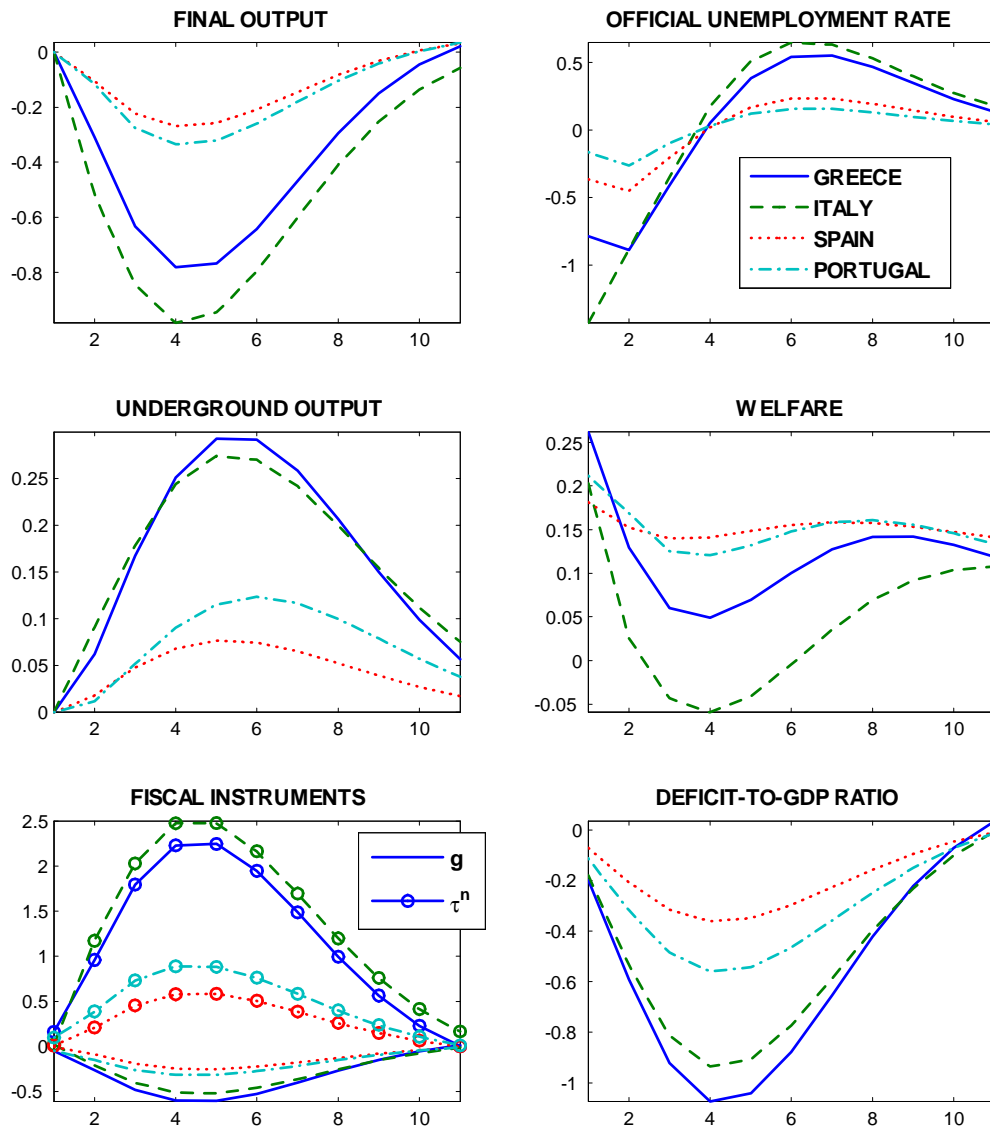 FINAL OUTPUT
0
-0.2
-0.4
-0.6
-0.8
2 4 6 8 10
OFFICIAL UNEMPLOYMENT RATE
0.5
0
-0.5
-1
GREECE
ITALY
SPAIN
PORTUGAL
2 4 6 8 10
UNDERGROUND OUTPUT
0.25
0.2
0.15
0.1
0.05
0
2 4 6 8 10
WELFARE
0.25
0.2
0.15
0.1
0.05
0
-0.05
2 4 6 8 10
FISCAL INSTRUMENTS
2.5
2
1.5
1
0.5
0
-0.5
g
τⁿ
2 4 6 8 10
DEFICIT-TO-GDP RATIO
0
-0.2
-0.4
-0.6
-0.8
-1
2 4 6 8 10